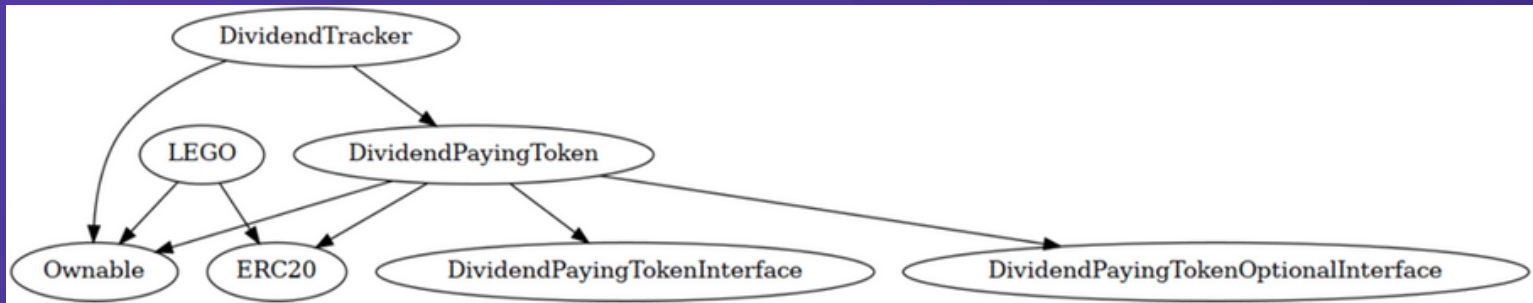 DividendTracker
LEGO
DividendPayingToken
Ownable
ERC20
DividendPayingTokenInterface
DividendPayingTokenOptionalInterface